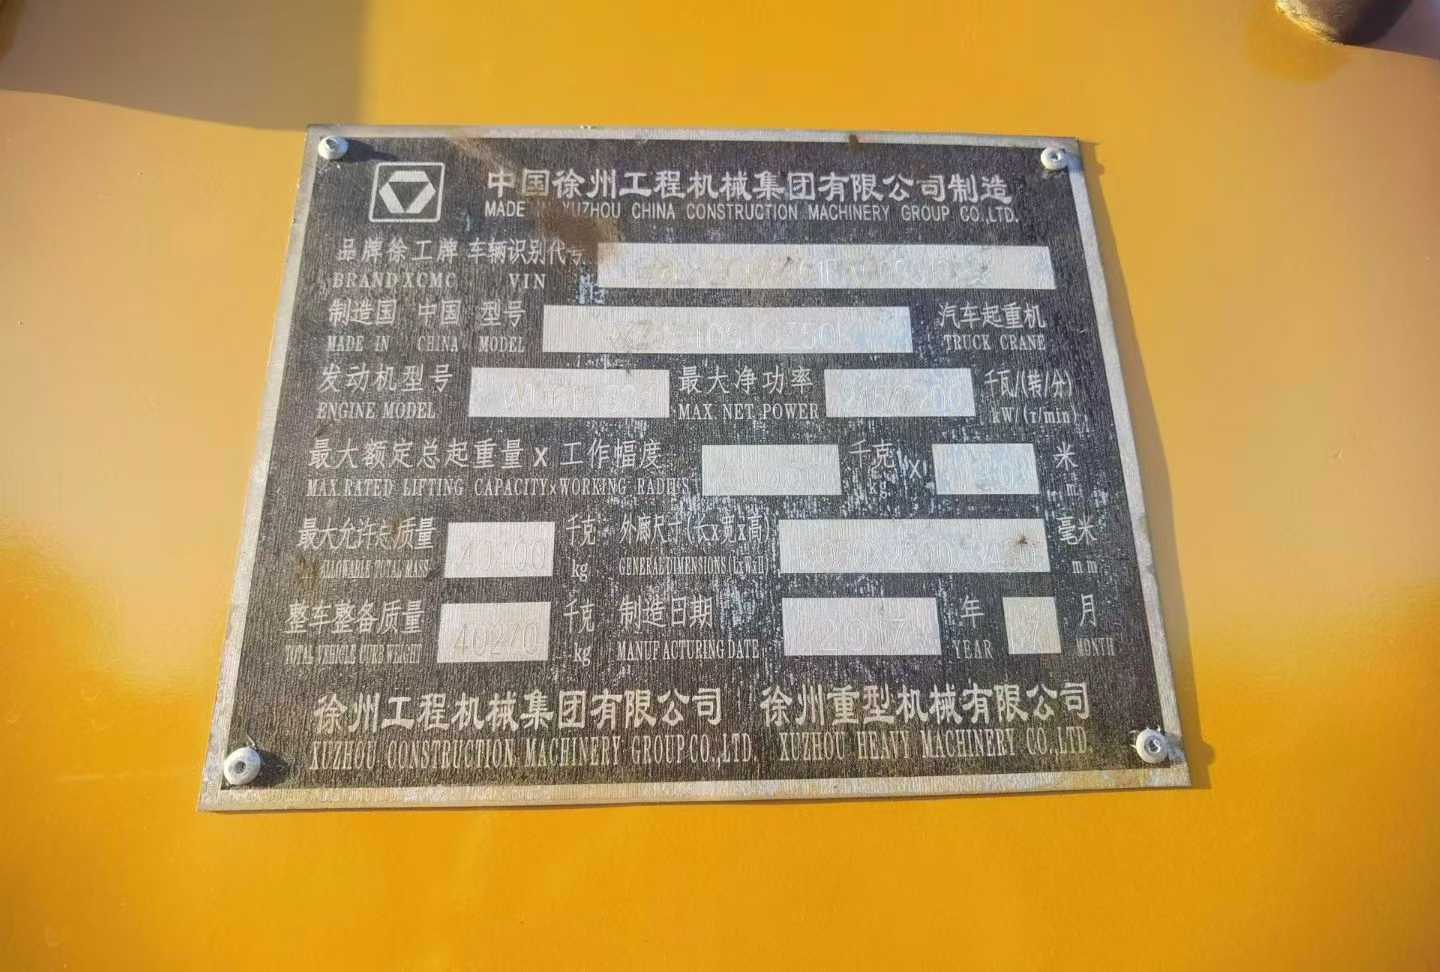 中国徐州工程机械集团有限公司制造
MADE XUZHOU CHINA CONSTRUCTION MACHINERY GROUP CO.,LTD.
品牌 徐工牌 车辆识别代号
BRAND XCMC VIN
制造国 中国 型号 汽车起重机
MADE IN CHINA MODEL TRUCK CRANE
发动机型号 最大净功率 千瓦/(转/分)
ENGINE MODEL MAX. NET. POWER kW/(r/min)
最大额定总起重量 x 工作幅度 千克 x 米
MAX.RATED LIFTING CAPACITY x WORKING RADIUS kg m
最大允许总质量 千克 外廓尺寸(长x宽x高) 毫米
ALLOWABLE TOTAL MASS kg GENERAL DIMENSIONS (LxWxH) mm
整车整备质量 40270 千克 制造日期 2017 年 7 月
TOTAL VEHICLE CURB WEIGHT kg MANUFACTURING DATE YEAR MONTH
徐州工程机械集团有限公司 徐州重型机械有限公司
XUZHOU CONSTRUCTION MACHINERY GROUP CO.,LTD. XUZHOU HEAVY MACHINERY CO.,LTD.